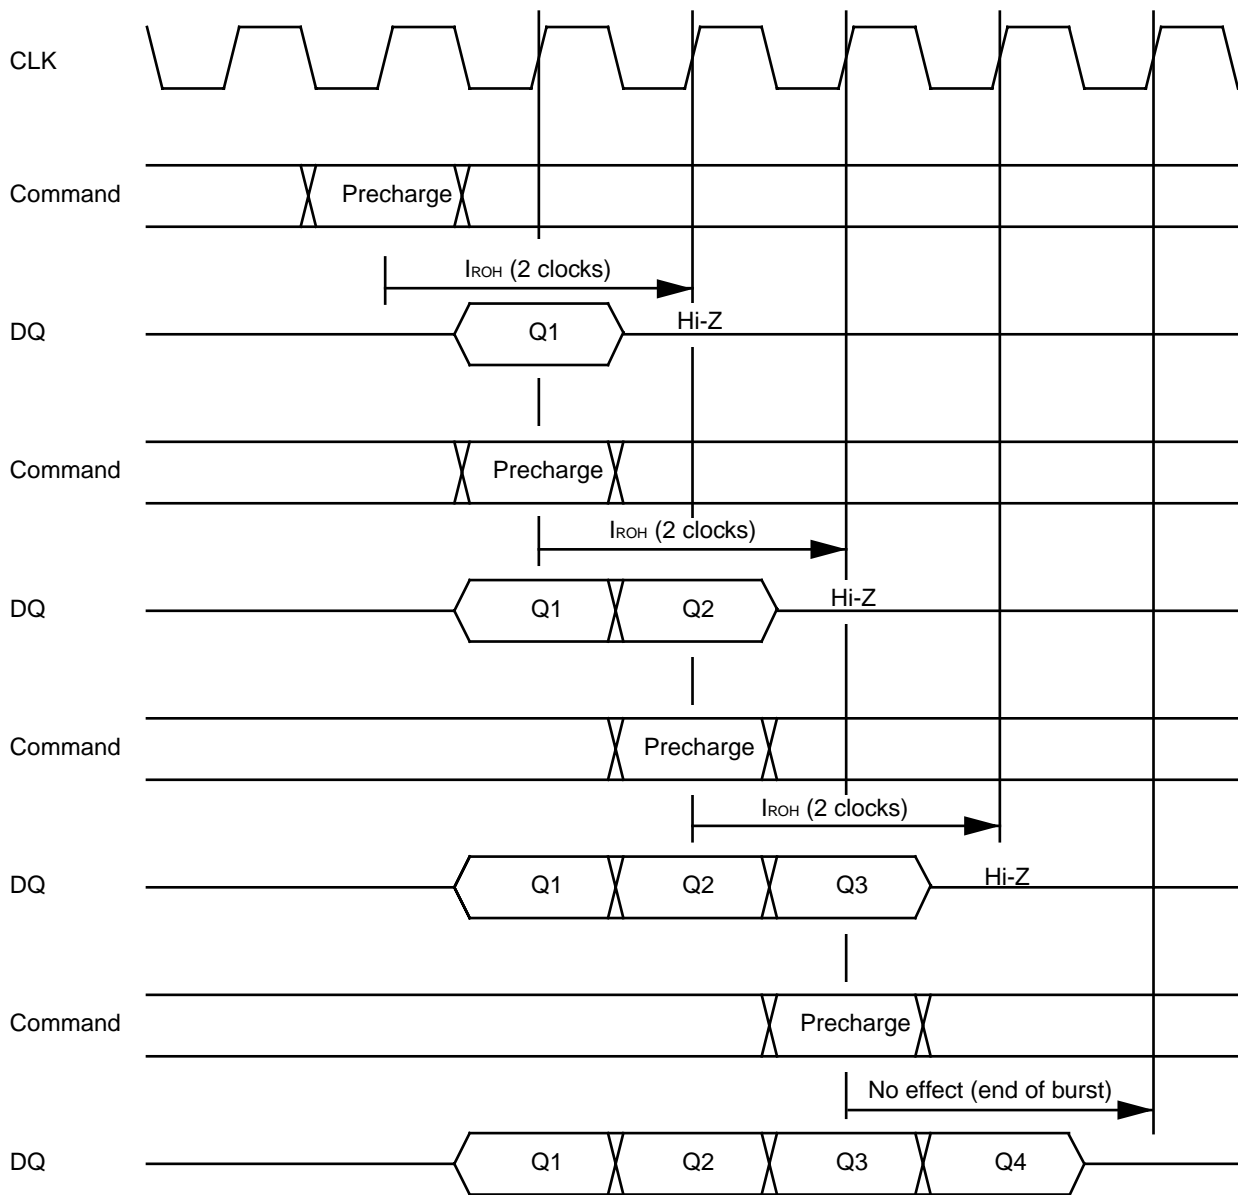 CLK
Command Precharge
IROH (2 clocks)
DQ Q1 Hi-Z
Command Precharge
IROH (2 clocks)
DQ Q1 Q2 Hi-Z
Command Precharge
IROH (2 clocks)
DQ Q1 Q2 Q3 Hi-Z
Command Precharge
No effect (end of burst)
DQ Q1 Q2 Q3 Q4